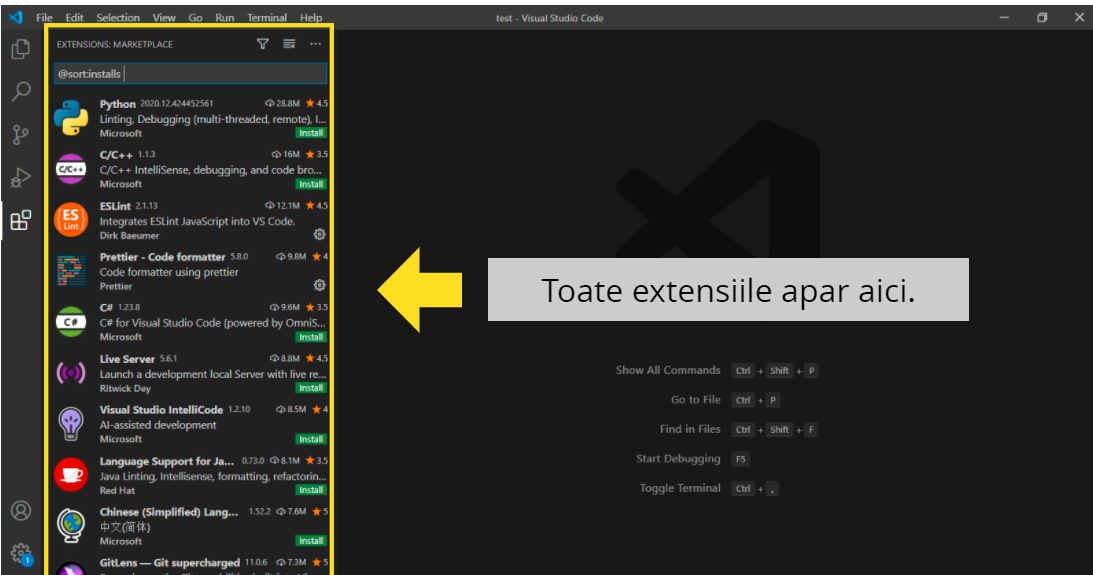 File Edit Selection View Go Run Terminal Help test - Visual Studio Code
EXTENSIONS: MARKETPLACE
@sort:installs
Python 2020.12.424452561 28.8M 4.5
Linting, Debugging (multi-threaded, remote), I...
Microsoft Install
C/C++ 1.1.3 16M 3.5
C/C++
C/C++ IntelliSense, debugging, and code bro...
Microsoft Install
ESLint 2.1.13 12.1M 4.5
ES
Lint
Integrates ESLint JavaScript into VS Code.
Dirk Baeumer
Prettier - Code formatter 5.8.0 9.8M 4
Code formatter using prettier
Prettier
C# 1.23.8 9.6M 3.5
C#
C# for Visual Studio Code (powered by OmniS...
Microsoft Install
Live Server 5.6.1 8.8M 4.5
Launch a development local Server with live re...
Ritwick Dey Install
Visual Studio IntelliCode 1.2.10 8.5M 4
AI-assisted development
Microsoft Install
Language Support for Ja... 0.73.0 8.1M 3.5
Java Linting, Intellisense, formatting, refactorin...
Red Hat Install
Chinese (Simplified) Lang... 1.52.2 7.6M 5
中文(简体)
Microsoft Install
GitLens — Git supercharged 11.0.6 7.3M 5
1
Toate extensiile apar aici.
Show All Commands Ctrl + Shift + P
Go to File Ctrl + P
Find in Files Ctrl + Shift + F
Start Debugging F5
Toggle Terminal Ctrl + .